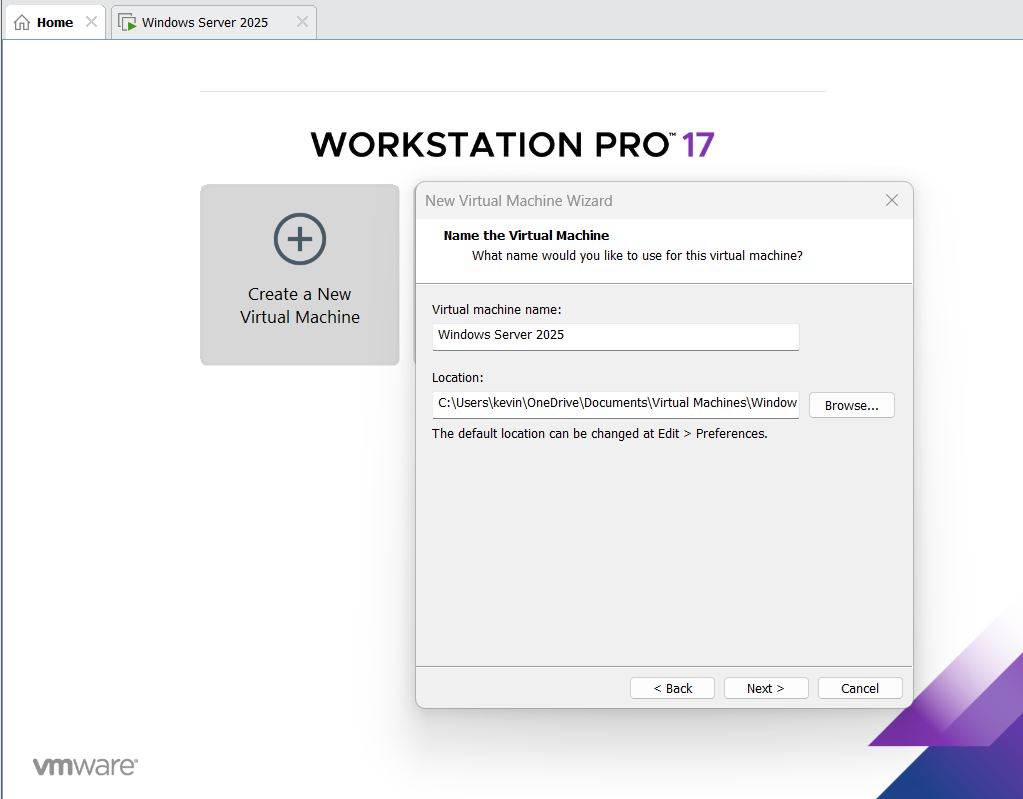 Home
Windows Server 2025
WORKSTATION PRO™ 17
Create a New
Virtual Machine
New Virtual Machine Wizard
Name the Virtual Machine
What name would you like to use for this virtual machine?
Virtual machine name:
Windows Server 2025
Location:
C:\Users\kevin\OneDrive\Documents\Virtual Machines\Window
Browse...
The default location can be changed at Edit > Preferences.
< Back
Next >
Cancel
vmware®